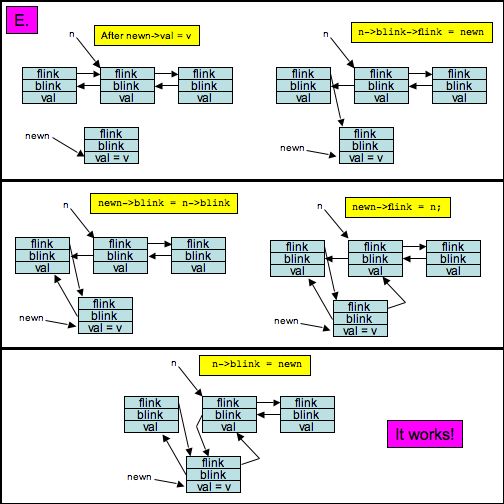 E.
n
After newn->val = v
flink
flink
flink
blink
blink
blink
val
val
val
newn
flink
blink
val = v
n
n->blink->flink = newn
flink
flink
flink
blink
blink
blink
val
val
val
newn
flink
blink
val = v
n
newn->blink = n->blink
flink
flink
flink
blink
blink
blink
val
val
val
newn
flink
blink
val = v
n
newn->flink = n;
flink
flink
flink
blink
blink
blink
val
val
val
newn
flink
blink
val = v
n
n->blink = newn
flink
flink
flink
blink
blink
blink
val
val
val
newn
flink
blink
val = v
It works!